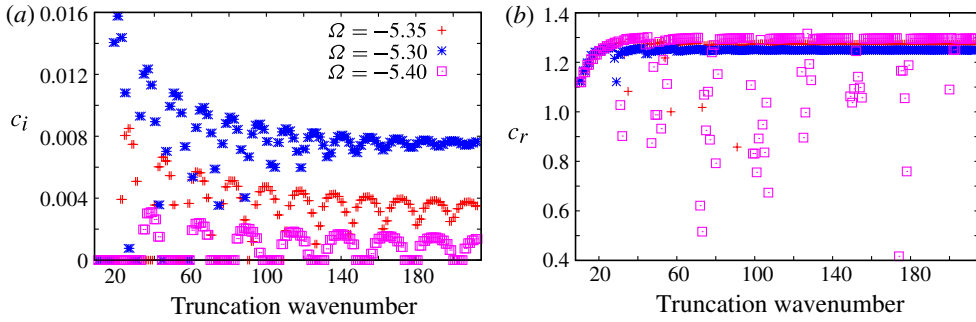 (a)
0.016
0.012
c_i
0.008
0.004
0
Ω = −5.35
Ω = −5.30
Ω = −5.40
20 60 100 140 180
Truncation wavenumber
(b)
1.4
1.2
1.0
c_r
0.8
0.6
0.4
20 60 100 140 180
Truncation wavenumber